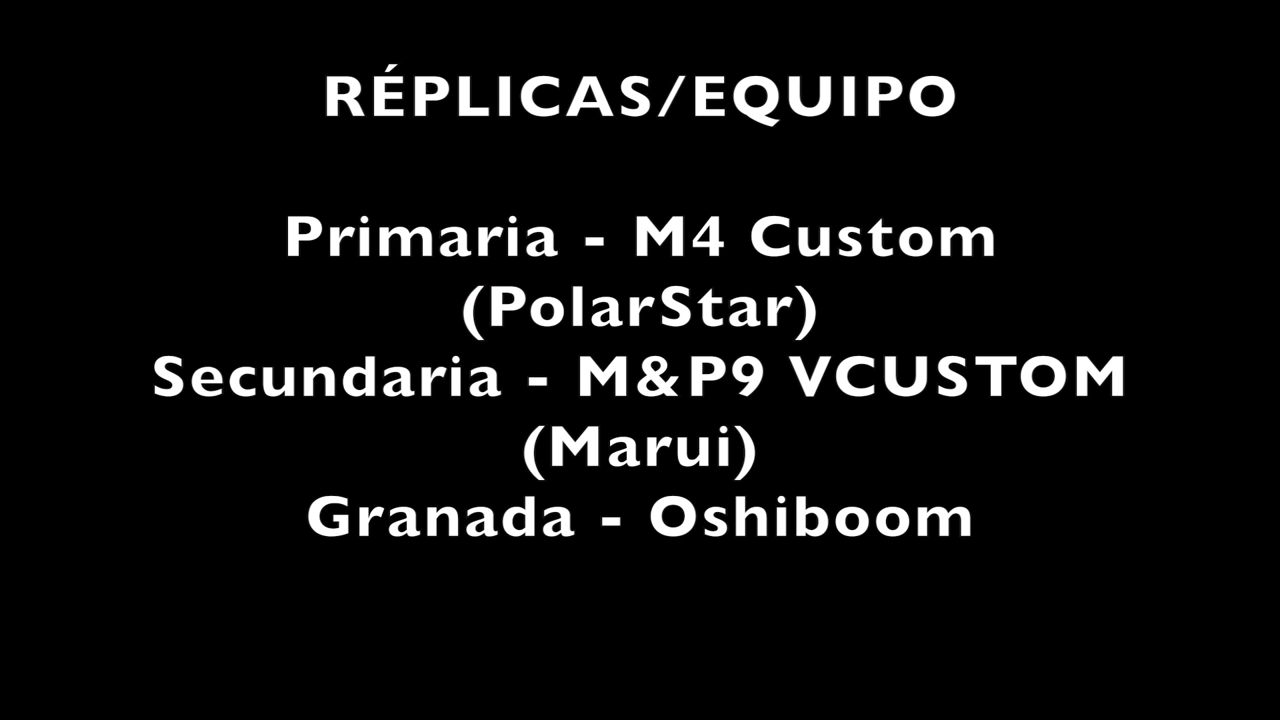 RÉPLICAS/EQUIPO
Primaria - M4 Custom
(PolarStar)
Secundaria - M&P9 VCUSTOM
(Marui)
Granada - Oshiboom